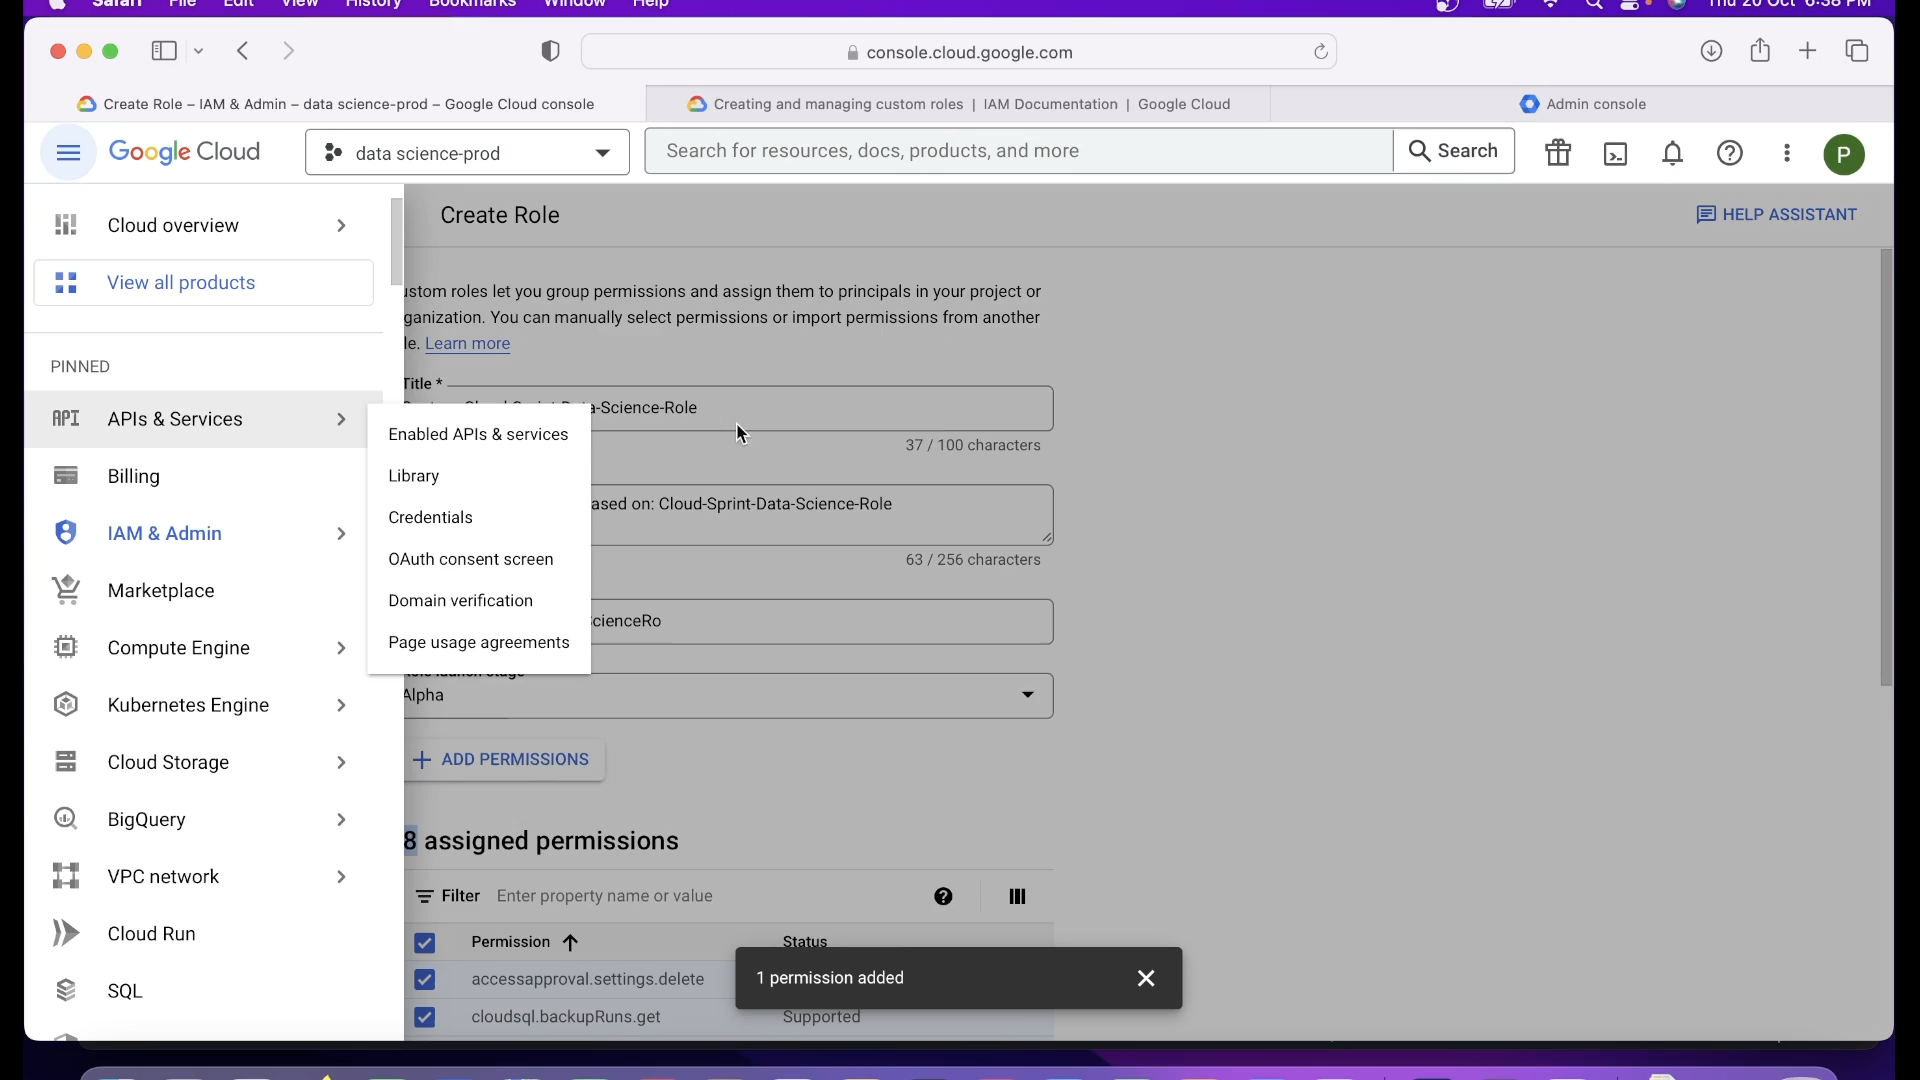 Safari File Edit View History Bookmarks Window Help Thu 20 Oct 6:38 PM
console.cloud.google.com
Create Role – IAM & Admin – data science-prod – Google Cloud console
Creating and managing custom roles | IAM Documentation | Google Cloud
Admin console
Google Cloud
data science-prod
Search for resources, docs, products, and more
Search
P
Cloud overview
View all products
PINNED
API APIs & Services
Billing
IAM & Admin
Marketplace
Compute Engine
Kubernetes Engine
Cloud Storage
BigQuery
VPC network
Cloud Run
SQL
Enabled APIs & services
Library
Credentials
OAuth consent screen
Domain verification
Page usage agreements
Create Role
HELP ASSISTANT
ustom roles let you group permissions and assign them to principals in your project or
ganization. You can manually select permissions or import permissions from another
le. Learn more
Title *
a-Science-Role
37 / 100 characters
ased on: Cloud-Sprint-Data-Science-Role
63 / 256 characters
cienceRo
Alpha
+ ADD PERMISSIONS
8 assigned permissions
Filter Enter property name or value
Permission Status
accessapproval.settings.delete
cloudsql.backupRuns.get Supported
1 permission added